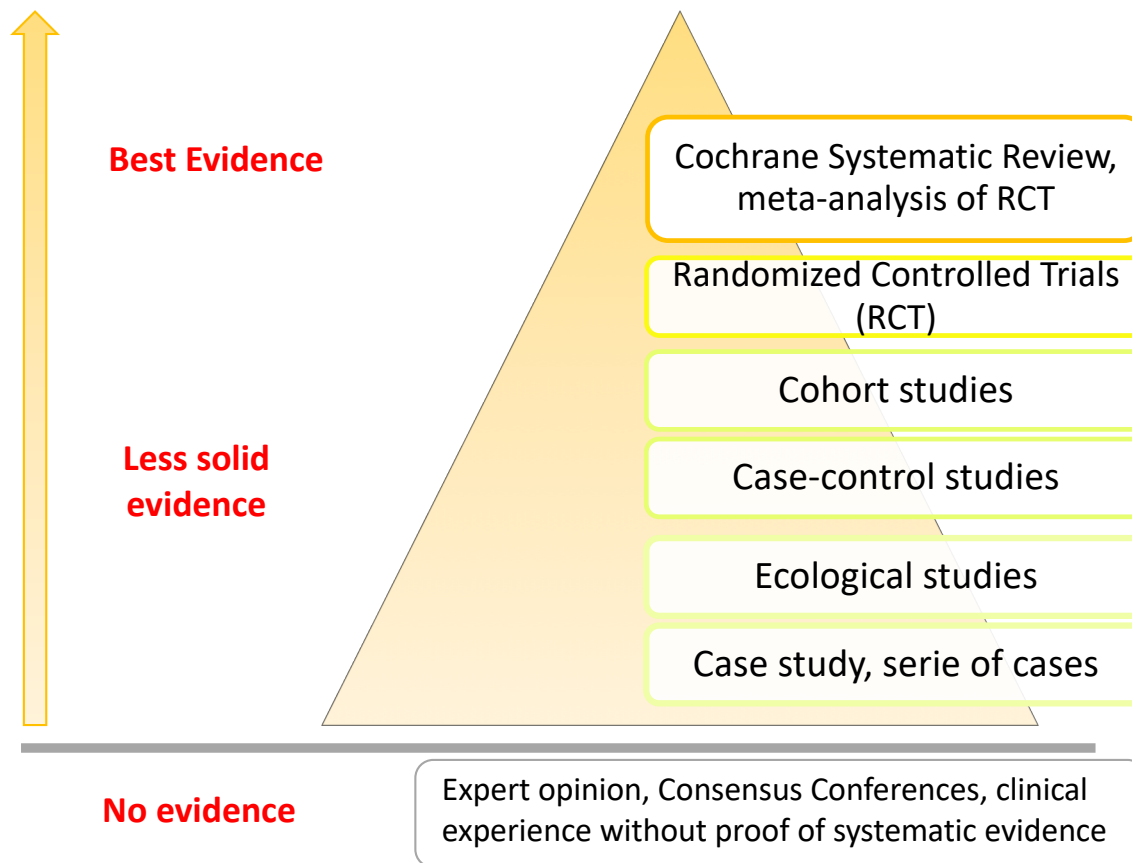 Best Evidence
Cochrane Systematic Review,
meta-analysis of RCT
Randomized Controlled Trials
(RCT)
Cohort studies
Less solid
evidence
Case-control studies
Ecological studies
Case study, serie of cases
No evidence
Expert opinion, Consensus Conferences, clinical
experience without proof of systematic evidence